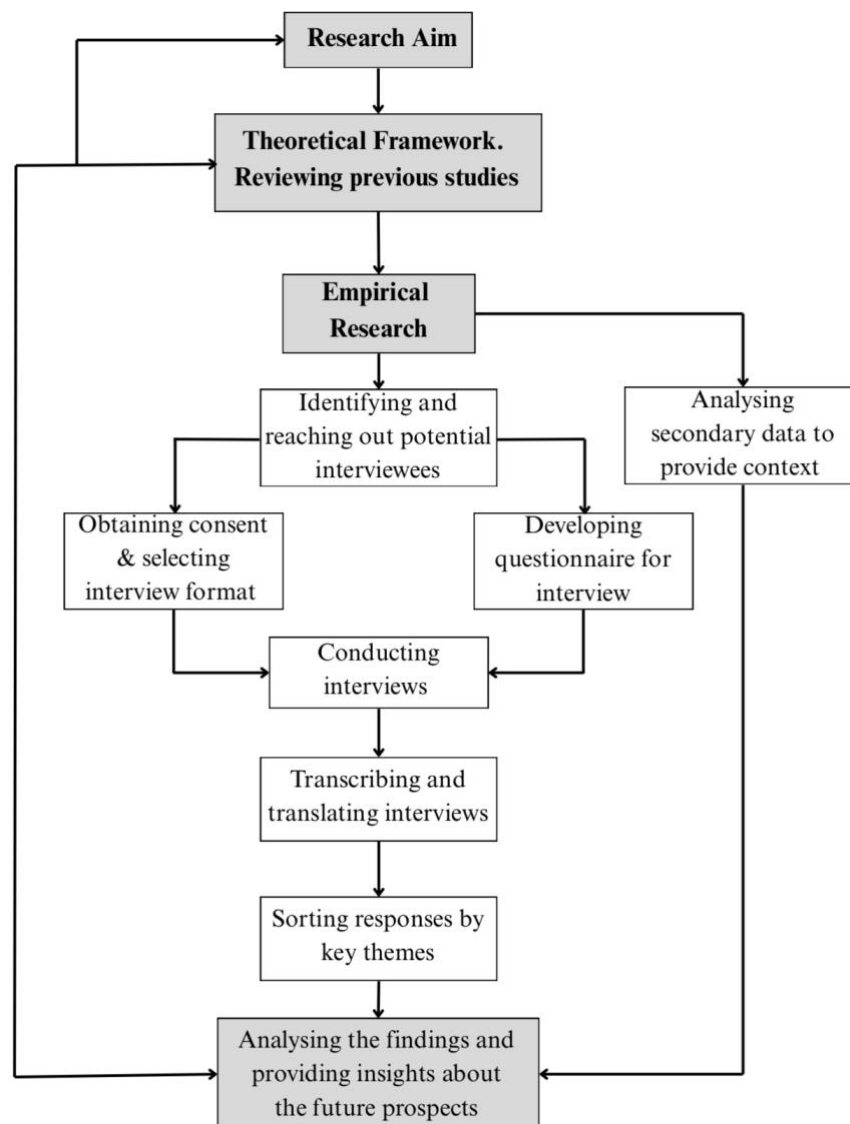 Research Aim
Theoretical Framework.
Reviewing previous studies
Empirical
Research
Identifying and
reaching out potential
interviewees
Analysing
secondary data to
provide context
Obtaining consent
& selecting
interview format
Developing
questionnaire for
interview
Conducting
interviews
Transcribing and
translating interviews
Sorting responses by
key themes
Analysing the findings and
providing insights about
the future prospects